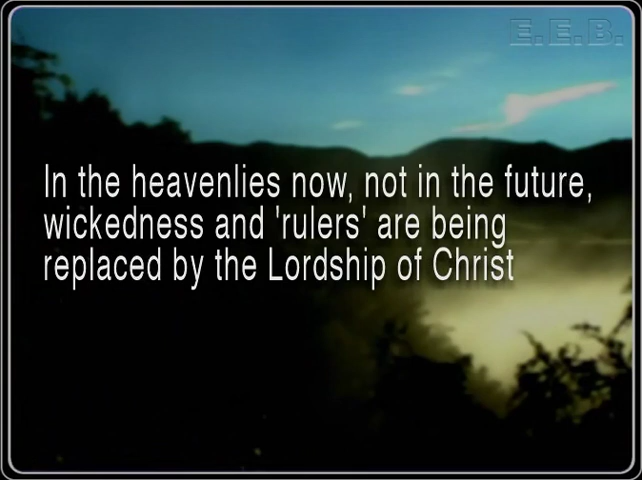 E.E.B.
In the heavenlies now, not in the future,
wickedness and 'rulers' are being
replaced by the Lordship of Christ